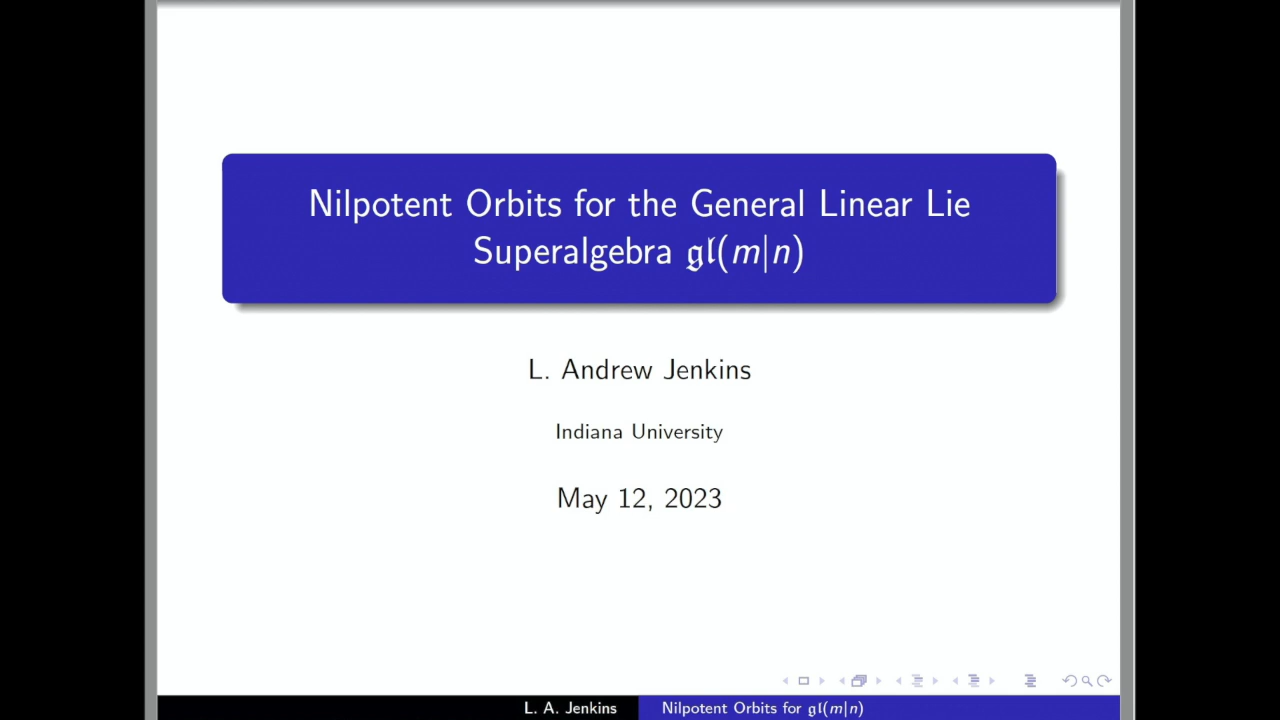 Nilpotent Orbits for the General Linear Lie
Superalgebra 𝔤𝔩(m|n)
L. Andrew Jenkins
Indiana University
May 12, 2023
L. A. Jenkins
Nilpotent Orbits for 𝔤𝔩(m|n)